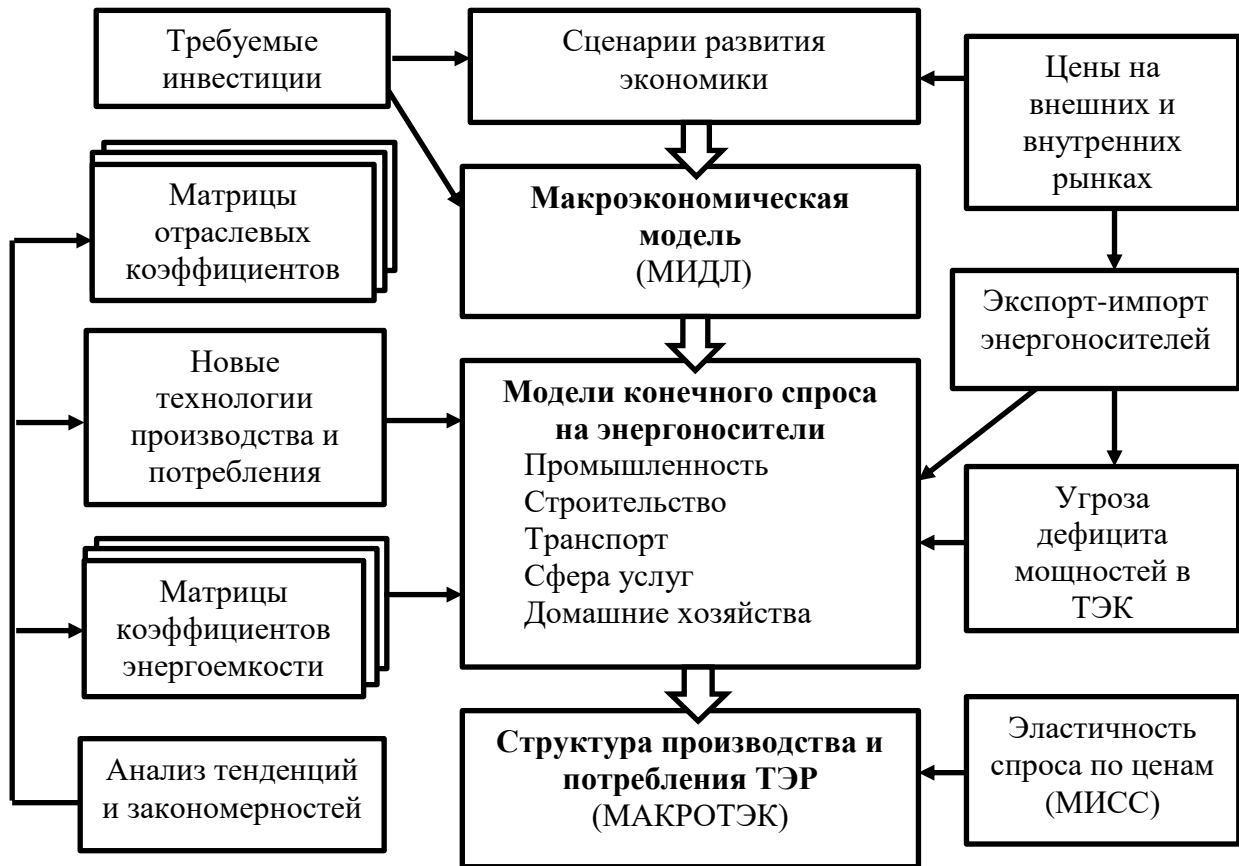 Требуемые
инвестиции
Сценарии развития
экономики
Цены на
внешних и
внутренних
рынках
Матрицы
отраслевых
коэффициентов
Макроэкономическая
модель
(МИДЛ)
Экспорт-импорт
энергоносителей
Новые
технологии
производства и
потребления
Модели конечного спроса
на энергоносители
Промышленность
Строительство
Транспорт
Сфера услуг
Домашние хозяйства
Угроза
дефицита
мощностей в
ТЭК
Матрицы
коэффициентов
энергоемкости
Анализ тенденций
и закономерностей
Структура производства и
потребления ТЭР
(МАКРОТЭК)
Эластичность
спроса по ценам
(МИСС)